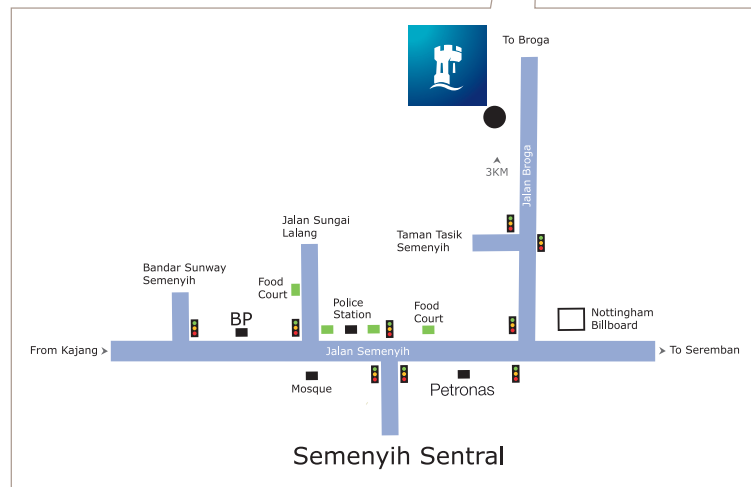 To Broga
Jalan Broga
3KM
Jalan Sungai
Lalang
Taman Tasik
Semenyih
Bandar Sunway
Semenyih
Food
Court
Police
Station
Food
Court
BP
Nottingham
Billboard
From Kajang
Jalan Semenyih
To Seremban
Mosque
Petronas
Semenyih Sentral